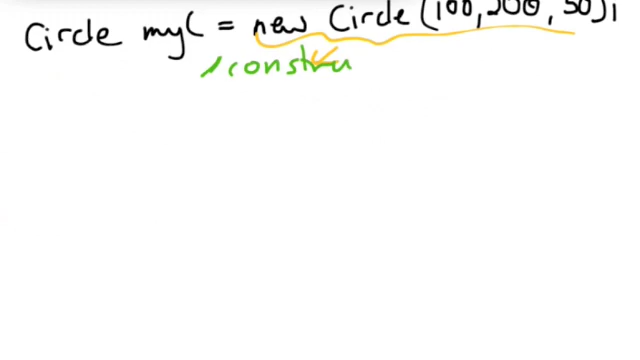 Circle myC = new Circle (100, 200, 50);
constru